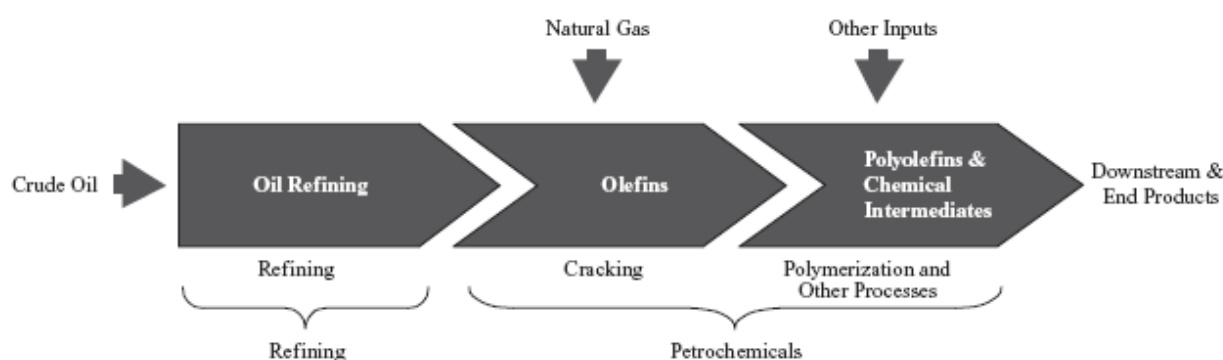 Natural Gas
Other Inputs
Crude Oil
Oil Refining
Olefins
Polyolefins &
Chemical
Intermediates
Downstream &
End Products
Refining
Cracking
Polymerization and
Other Processes
Refining
Petrochemicals